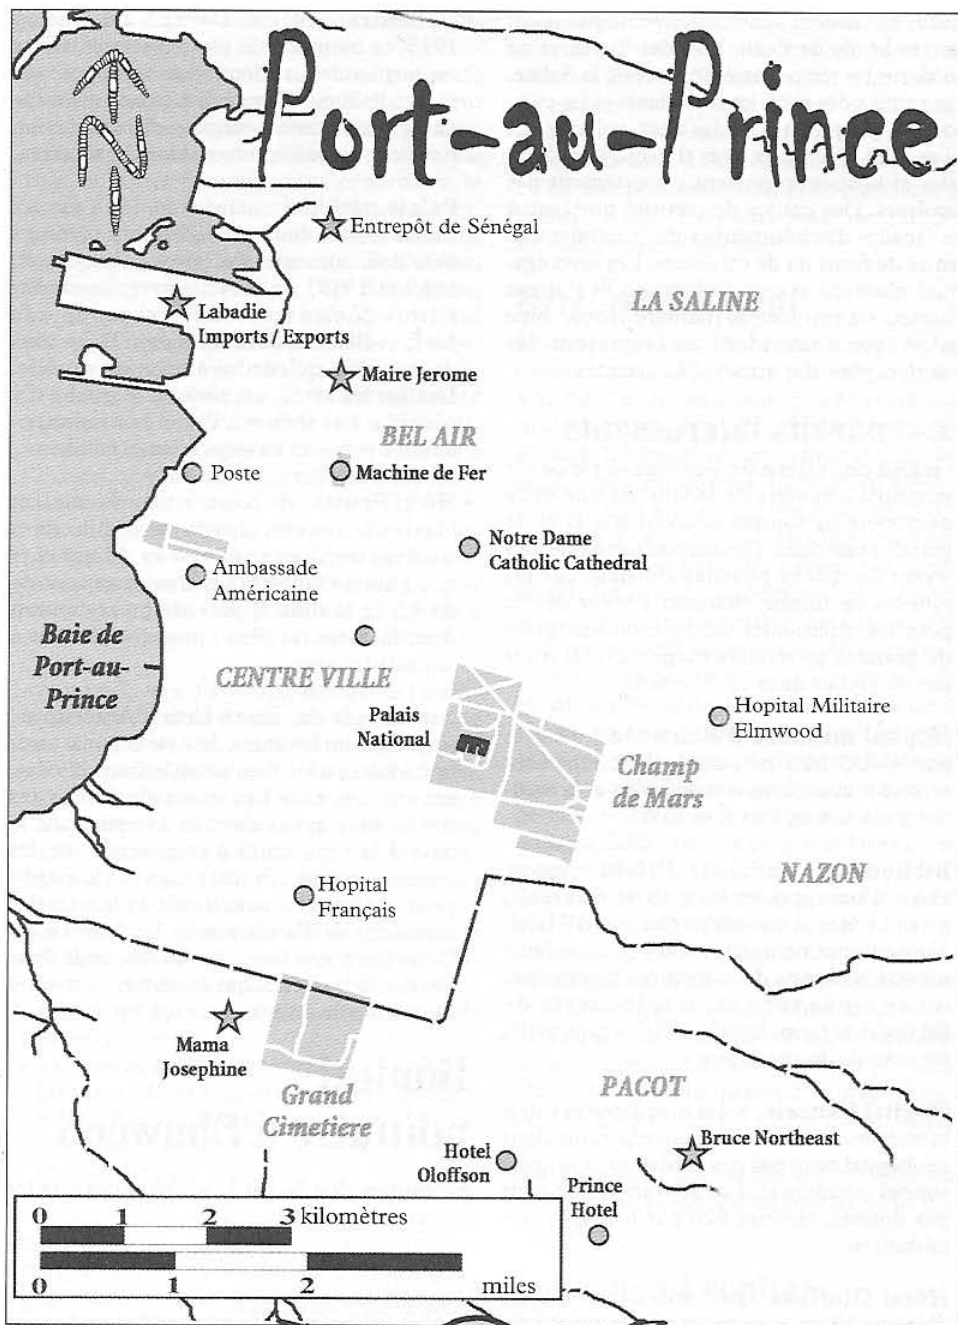 Port-au-Prince
N
Entrepôt de Sénégal
LA SALINE
Labadie
Imports / Exports
Maire Jerome
BEL AIR
Poste
Machine de Fer
Notre Dame
Catholic Cathedral
Ambassade
Américaine
Baie de
Port-au-
Prince
CENTRE VILLE
Palais
National
Hopital Militaire
Elmwood
Champ
de Mars
NAZON
Hopital
Français
Mama
Josephine
Grand
Cimetiere
PACOT
Bruce Northeast
Hotel
Oloffson
Prince
Hotel
0 1 2 3 kilomètres
0 1 2 miles